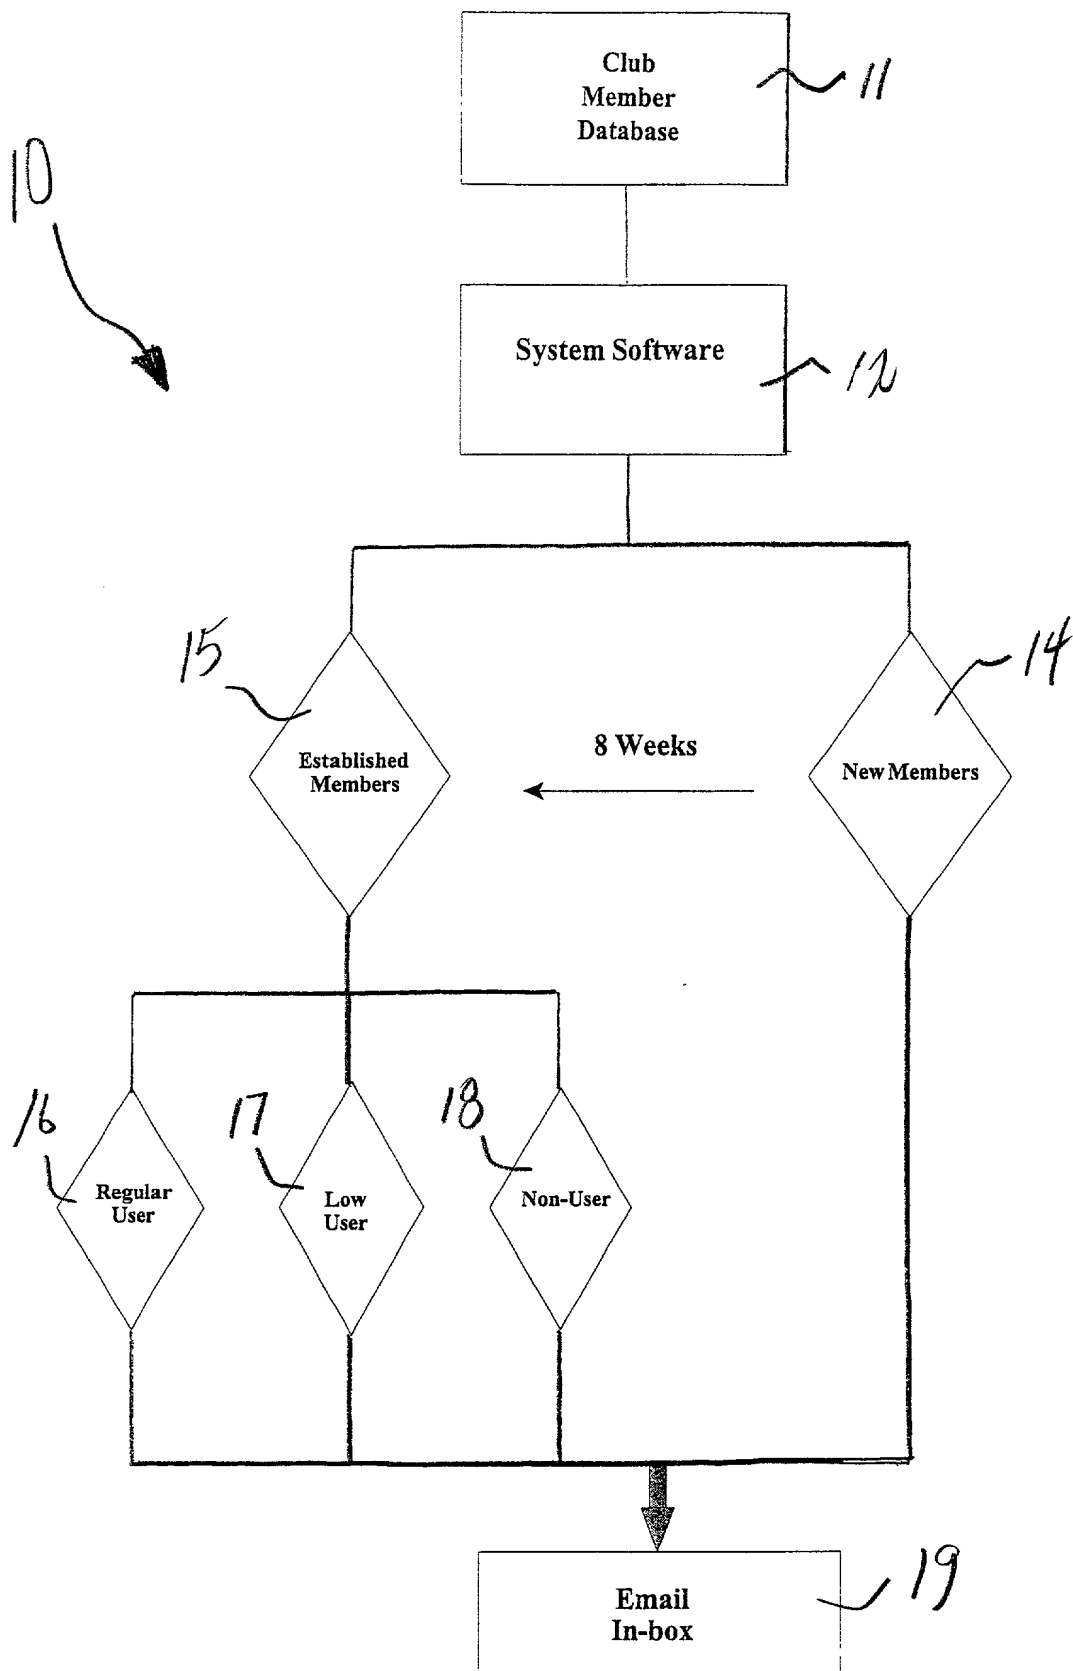 Club
Member
Database
11
10
System Software
12
15
14
Established
Members
8 Weeks
New Members
16
17
18
Regular
User
Low
User
Non-User
Email
In-box
19